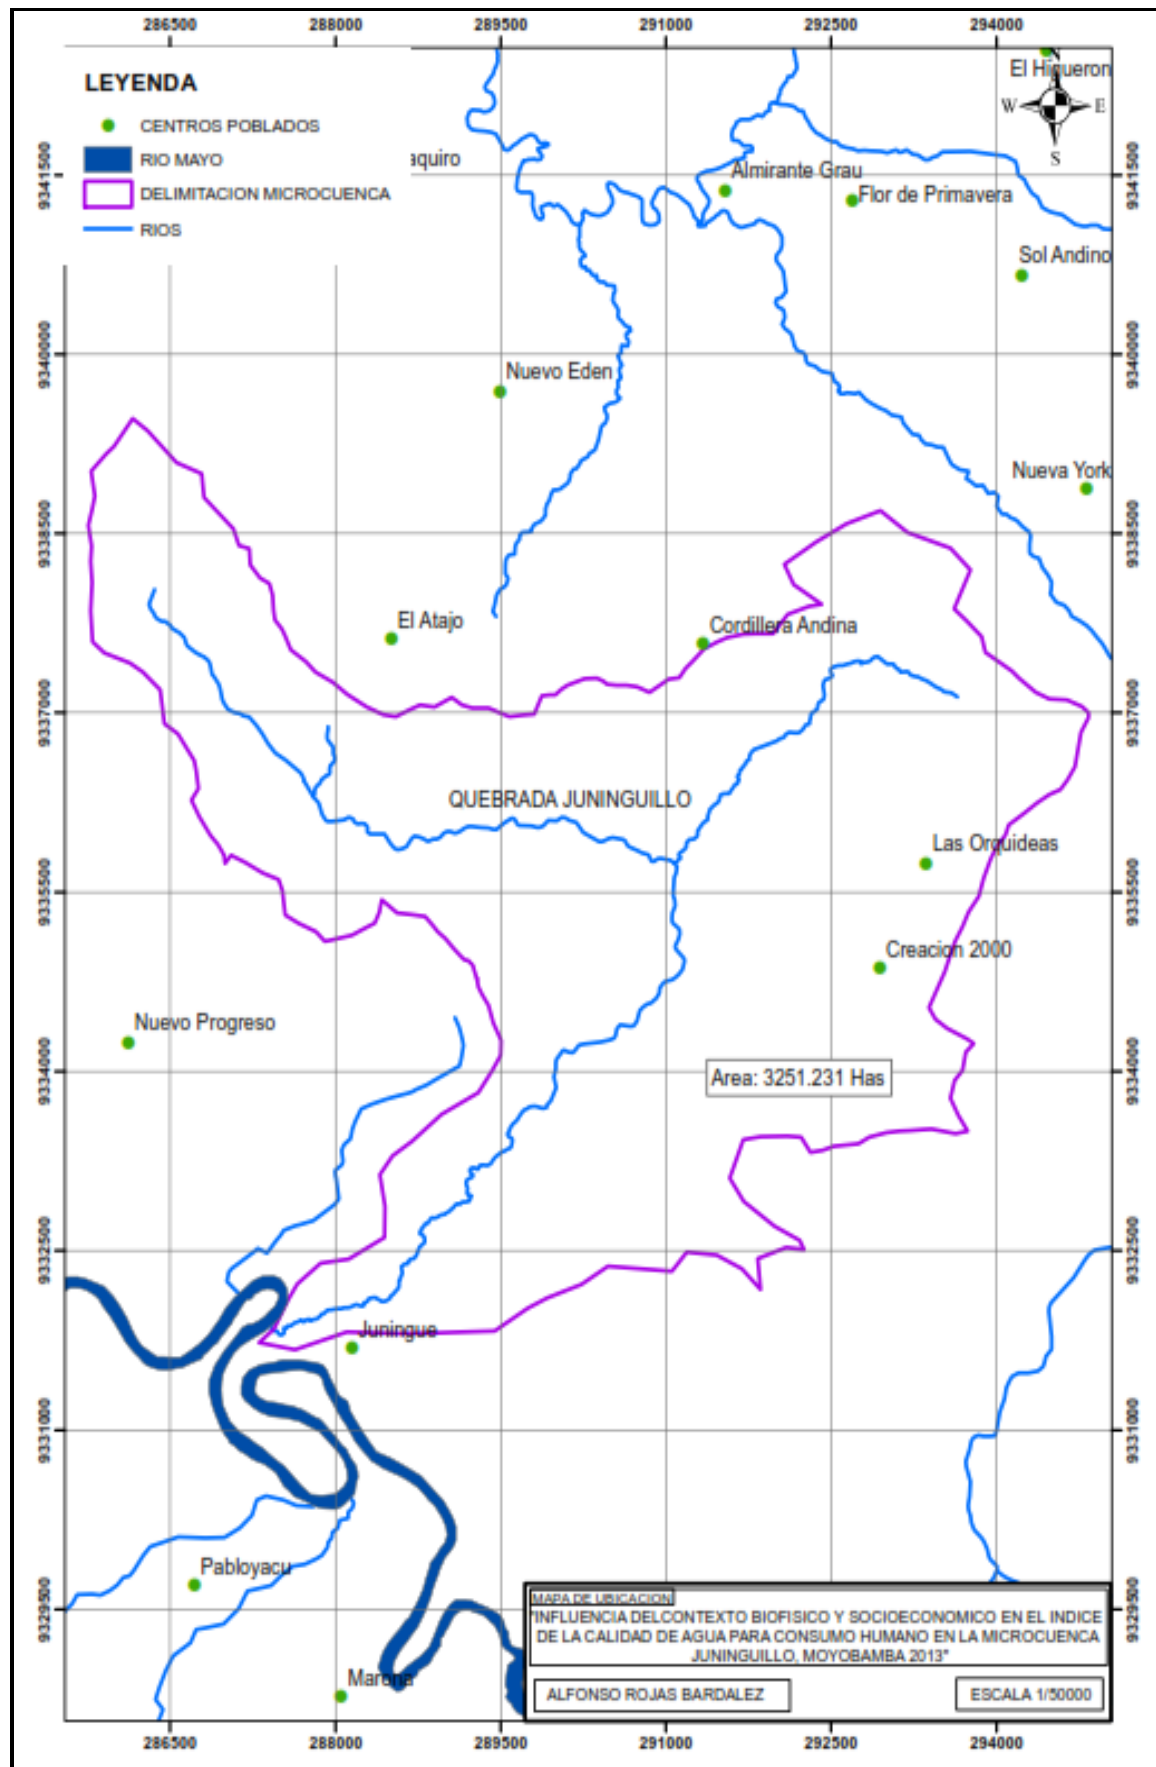 286500 288000 289500 291000 292500 294000
LEYENDA
CENTROS POBLADOS
RIO MAYO
DELIMITACION MICROCUENCA
RIOS
El Higueron
N
W E
S
aquiro
Almirante Grau
Flor de Primavera
Sol Andino
Nuevo Eden
Nueva York
El Atajo
Cordillera Andina
QUEBRADA JUNINGUILLO
Las Orquideas
Creacion 2000
Nuevo Progreso
Area: 3251.231 Has
Juningue
Pabloyacu
Marona
9341500 9341500
9340000 9340000
9338500 9338500
9337000 9337000
9335500 9335500
9334000 9334000
9332500 9332500
9331000 9331000
9329500 9329500
MAPA DE UBICACION
"INFLUENCIA DELCONTEXTO BIOFISICO Y SOCIOECONOMICO EN EL INDICE
DE LA CALIDAD DE AGUA PARA CONSUMO HUMANO EN LA MICROCUENCA
JUNINGUILLO, MOYOBAMBA 2013"
ALFONSO ROJAS BARDALEZ
ESCALA 1/50000
286500 288000 289500 291000 292500 294000